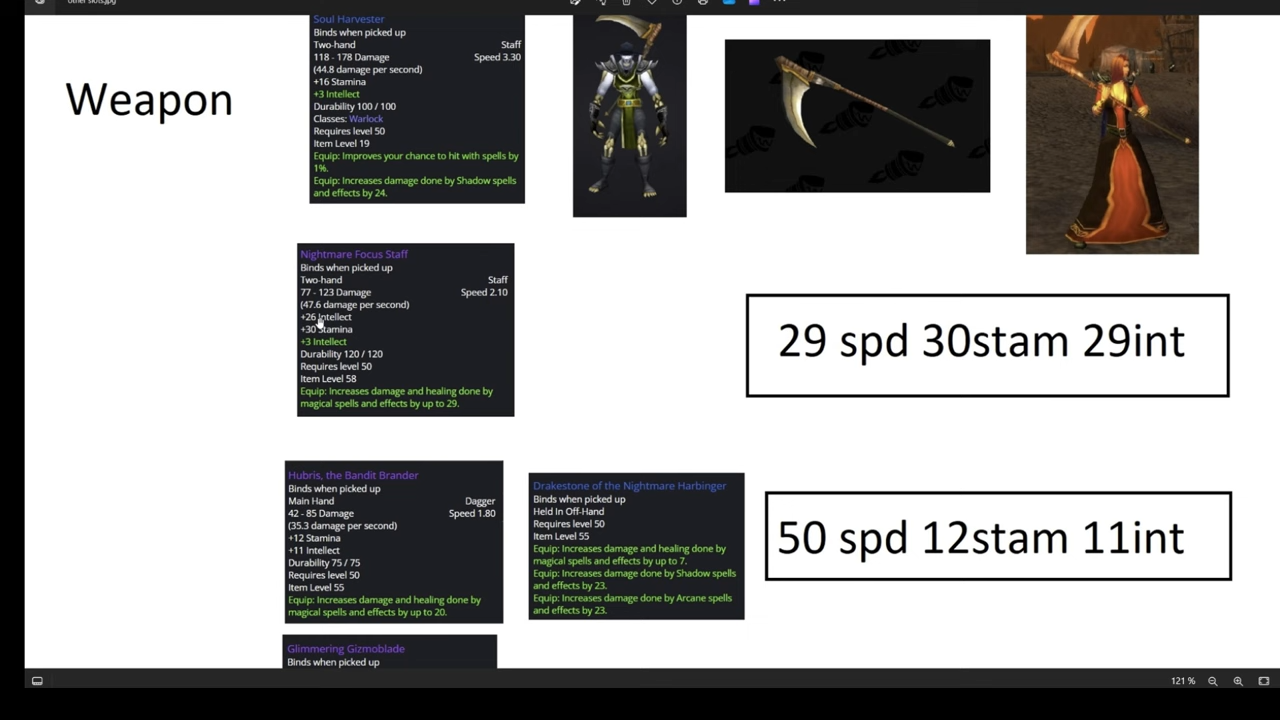 other slots.jpg
Weapon
Soul Harvester
Binds when picked up
Two-hand Staff
118 - 178 Damage Speed 3.30
(44.8 damage per second)
+16 Stamina
+3 Intellect
Durability 100 / 100
Classes: Warlock
Requires level 50
Item Level 19
Equip: Improves your chance to hit with spells by
1%.
Equip: Increases damage done by Shadow spells
and effects by 24.
Nightmare Focus Staff
Binds when picked up
Two-hand Staff
77 - 123 Damage Speed 2.10
(47.6 damage per second)
+26 Intellect
+30 Stamina
+3 Intellect
Durability 120 / 120
Requires level 50
Item Level 58
Equip: Increases damage and healing done by
magical spells and effects by up to 29.
29 spd 30stam 29int
Hubris, the Bandit Brander
Binds when picked up
Main Hand Dagger
42 - 85 Damage Speed 1.80
(35.3 damage per second)
+12 Stamina
+11 Intellect
Durability 75 / 75
Requires level 50
Item Level 55
Equip: Increases damage and healing done by
magical spells and effects by up to 20.
Drakestone of the Nightmare Harbinger
Binds when picked up
Held In Off-Hand
Requires level 50
Item Level 55
Equip: Increases damage and healing done by
magical spells and effects by up to 7.
Equip: Increases damage done by Shadow spells
and effects by 23.
Equip: Increases damage done by Arcane spells
and effects by 23.
50 spd 12stam 11int
Glimmering Gizmoblade
Binds when picked up
121 %